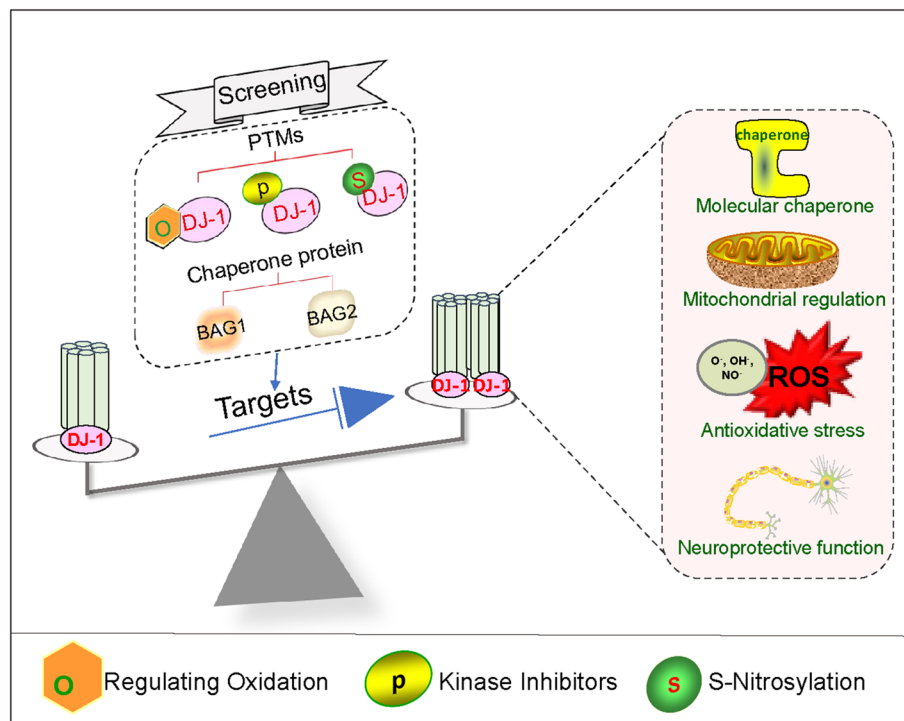 Screening
PTMs
O DJ-1
p DJ-1
S DJ-1
Chaperone protein
BAG1
BAG2
Targets
DJ-1
DJ-1 DJ-1
chaperone
Molecular chaperone
Mitochondrial regulation
O⁻, OH⁻,
NO⁻
ROS
Antioxidative stress
Neuroprotective function
O Regulating Oxidation
p Kinase Inhibitors
S S-Nitrosylation